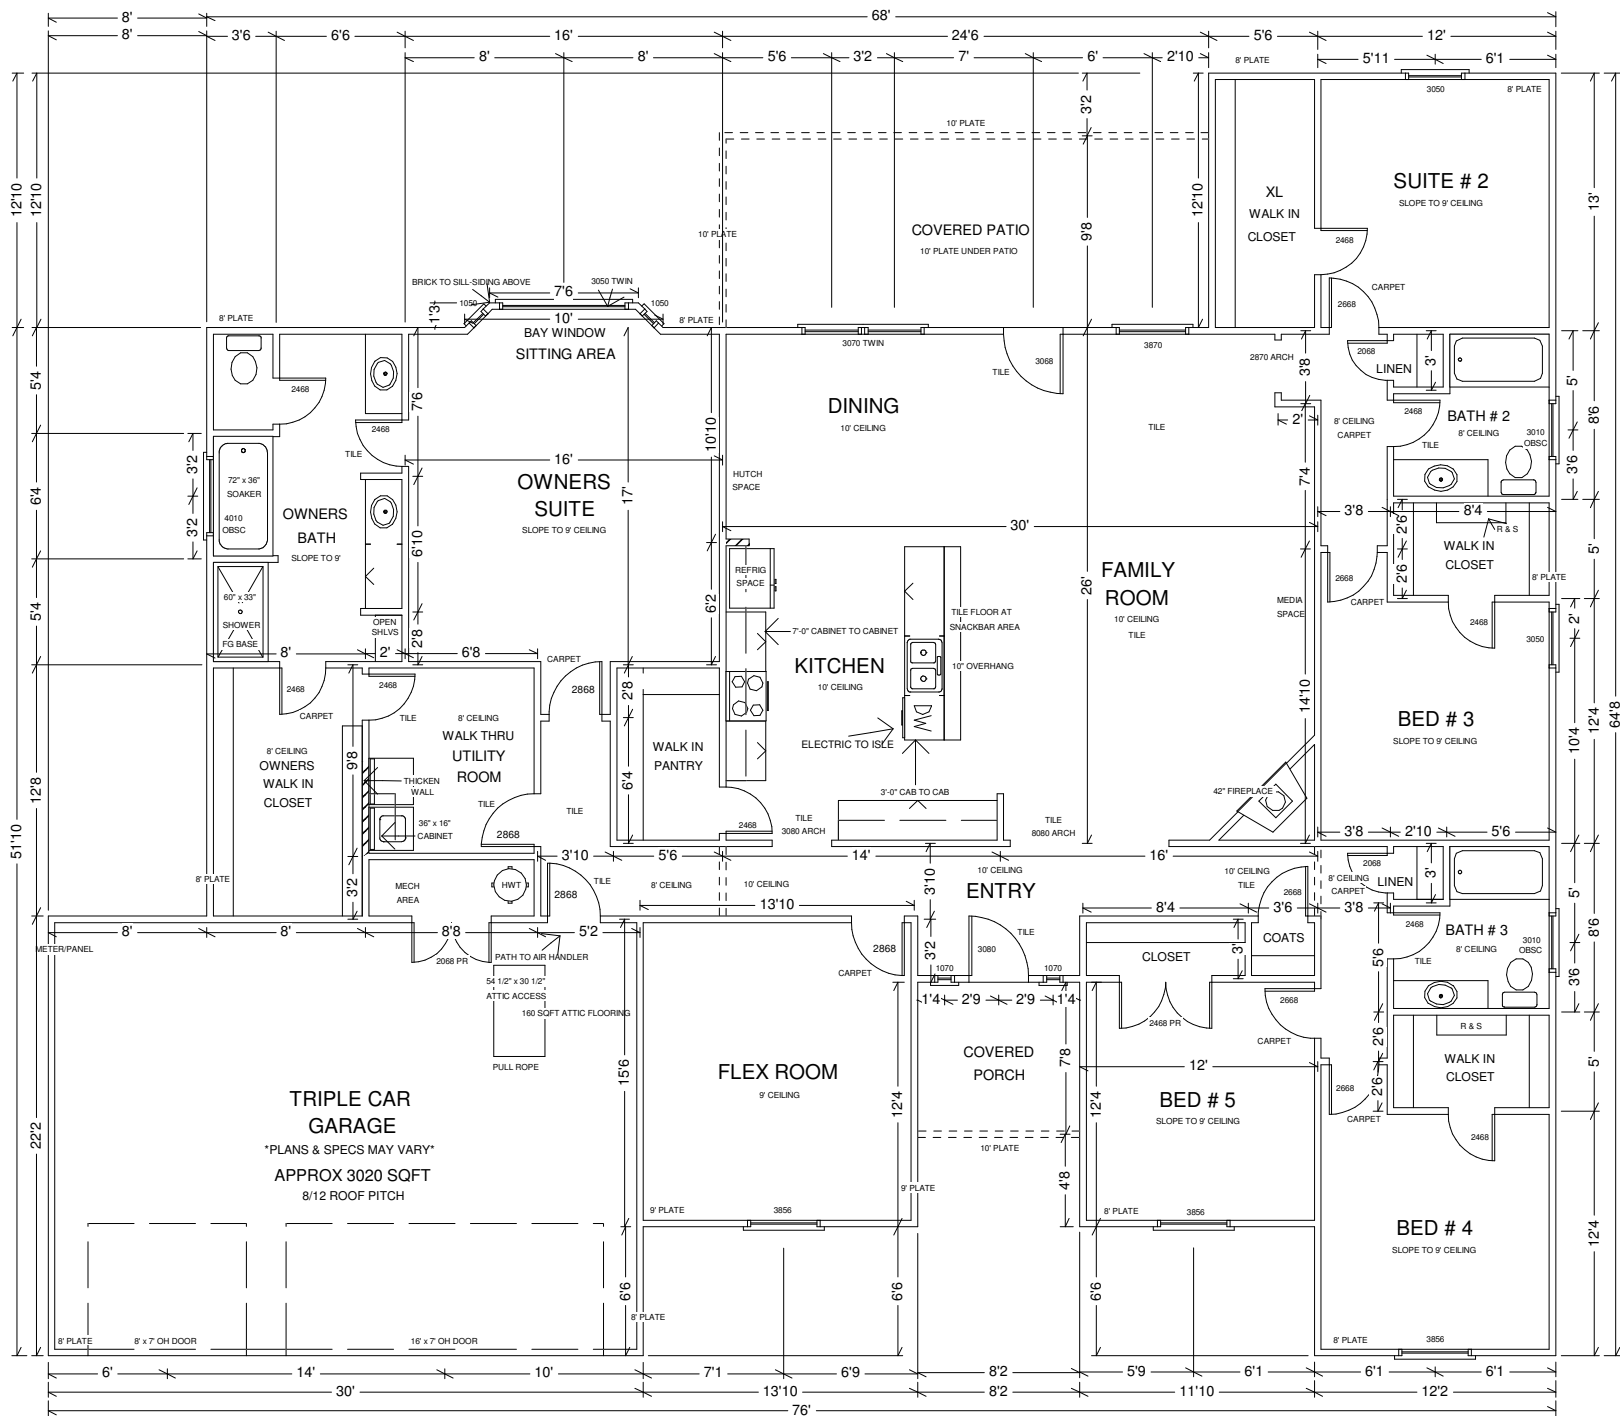 8' 68'
8' 3'6 6'6 16' 24'6 5'6 12'
8' 8' 5'6 3'2 7' 6' 2'10 8' PLATE 5'11 6'1
3050 8' PLATE
3'2
10' PLATE
12'10 12'10 12'10 13'
SUITE # 2
SLOPE TO 9' CEILING
XL
WALK IN
CLOSET
10' PLATE
COVERED PATIO
10' PLATE UNDER PATIO
9'8
2468
CARPET
2668
BRICK TO SILL-SIDING ABOVE
3050 TWIN
7'6
1050 1050
1'3
10'
8' PLATE 8' PLATE
BAY WINDOW
SITTING AREA
3070 TWIN
3068
TILE
3870
2870 ARCH
3'8
2068
LINEN
3'
5'
5'4
2468
7'6
DINING
10' CEILING
TILE
2'
8' CEILING
CARPET
2468
TILE
BATH # 2
8' CEILING
3010
OBSC
8'6
3'6
2468
TILE
10'10
16'
17'
3'2
6'4
3'2
72" x 36"
SOAKER
4010
OBSC
OWNERS
BATH
SLOPE TO 9'
6'10
OWNERS
SUITE
SLOPE TO 9' CEILING
HUTCH
SPACE
30'
7'4
3'8 8'4
2'6
R & S
WALK IN
CLOSET
2'6
5'
8' PLATE
2668
CARPET
REFRIG
SPACE
6'2
26'
FAMILY
ROOM
10' CEILING
TILE
MEDIA
SPACE
2468
3050
2'
5'4
60" x 33"
SHOWER
FG BASE
OPEN
SHLVS
2'8
8' 2' 6'8
7'-0" CABINET TO CABINET
TILE FLOOR AT
SNACKBAR AREA
10" OVERHANG
KITCHEN
10' CEILING
CARPET
2868
2'8
2468
CARPET
2468
TILE
14'10
BED # 3
SLOPE TO 9' CEILING
10'4 12'4 64'8
8' CEILING
WALK THRU
UTILITY
ROOM
DW
ELECTRIC TO ISLE
WALK IN
PANTRY
6'4
8' CEILING
OWNERS
WALK IN
CLOSET
9'8
THICKEN
WALL
TILE
TILE
36" x 16"
CABINET
2868
2468
TILE
3080 ARCH
3'-0" CAB TO CAB
TILE
8080 ARCH
42" FIREPLACE
51'10
12'8
3'8 2'10 5'6
3'10 5'6 14' 16'
8' PLATE
3'2
MECH
AREA
HWT
2868
TILE
8' CEILING 10' CEILING
3'10
10' CEILING
ENTRY
10' CEILING
TILE
2668
8' CEILING
CARPET
2068
LINEN
3'
5'
13'10
8'4 3'6 3'8
METER/PANEL
8' 8' 8'8 5'2
2068 PR
PATH TO AIR HANDLER
2868
CARPET
3'2
3080
TILE
3'
COATS
CLOSET
2468
TILE
BATH # 3
8' CEILING
3010
OBSC
8'6
5'6
3'6
54 1/2" x 30 1/2"
ATTIC ACCESS
160 SQFT ATTIC FLOORING
1070 1070
1'4 2'9 2'9 1'4
2468 PR
2668
CARPET
PULL ROPE
15'6
FLEX ROOM
9' CEILING
COVERED
PORCH
7'8
12'
2'6
R & S
WALK IN
CLOSET
5'
2'6
2668
CARPET
22'2
TRIPLE CAR
GARAGE
*PLANS & SPECS MAY VARY*
APPROX 3020 SQFT
8/12 ROOF PITCH
12'4
12'4
BED # 5
SLOPE TO 9' CEILING
10' PLATE
2468
4'8
9' PLATE
9' PLATE
3856
8' PLATE
3856
BED # 4
SLOPE TO 9' CEILING
12'4
6'6 6'6 6'6
8' PLATE
8' PLATE 8' x 7' OH DOOR 16' x 7' OH DOOR
8' PLATE 3856
6' 14' 10' 7'1 6'9 8'2 5'9 6'1 6'1 6'1
30' 13'10 8'2 11'10 12'2
76'